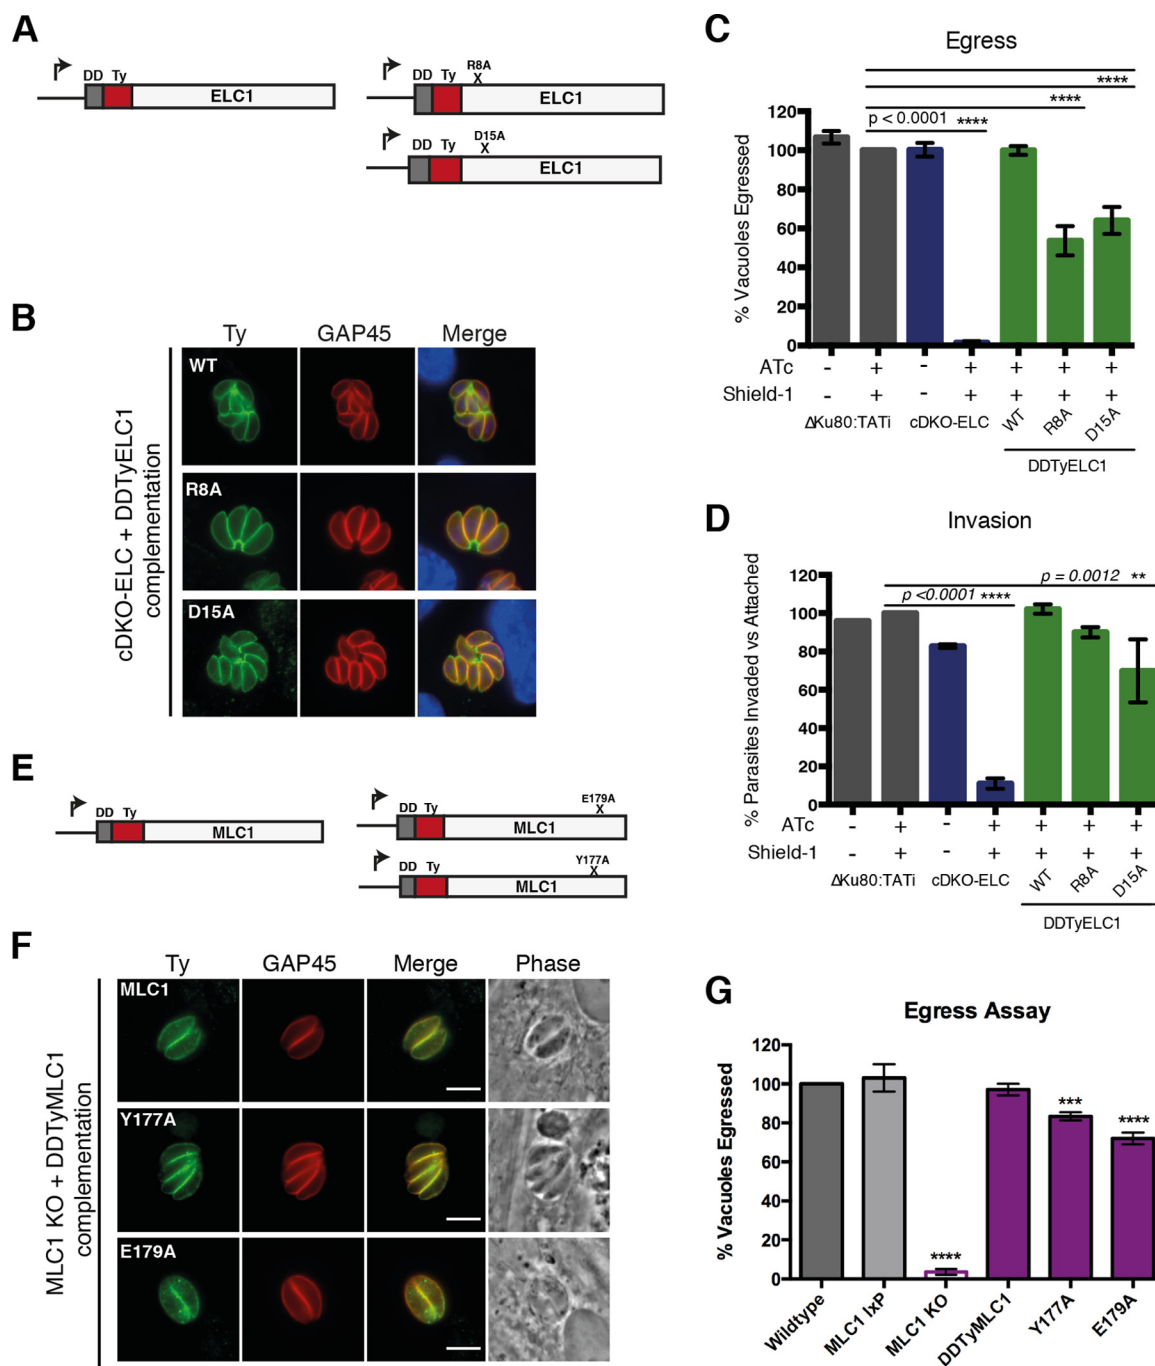 A
DD Ty
ELC1
DD Ty R8A
X
ELC1
D15A
DD Ty X
ELC1
B
Ty GAP45 Merge
cDKO-ELC + DDTyELC1
complementation
WT
R8A
D15A
C
Egress
****
****
p < 0.0001 ****
% Vacuoles Egressed
120
100
80
60
40
20
0
ATc - + - + + + +
Shield-1 - + - + + + +
ΔKu80:TATi cDKO-ELC WT R8A D15A
DDTyELC1
D
Invasion
p = 0.0012 **
p <0.0001 ****
% Parasites Invaded vs Attached
120
100
80
60
40
20
0
ATc - + - + + + +
Shield-1 - + - + + + +
ΔKu80:TATi cDKO-ELC WT R8A D15A
DDTyELC1
E
DD Ty
MLC1
E179A
DD Ty X
MLC1
Y177A
DD Ty X
MLC1
F
Ty GAP45 Merge Phase
MLC1 KO + DDTyMLC1
complementation
MLC1
Y177A
E179A
G
Egress Assay
% Vacuoles Egressed
120
100
80
60
40
20
0
****
***
****
Wildtype MLC1 lxP MLC1 KO DDTyMLC1 Y177A E179A